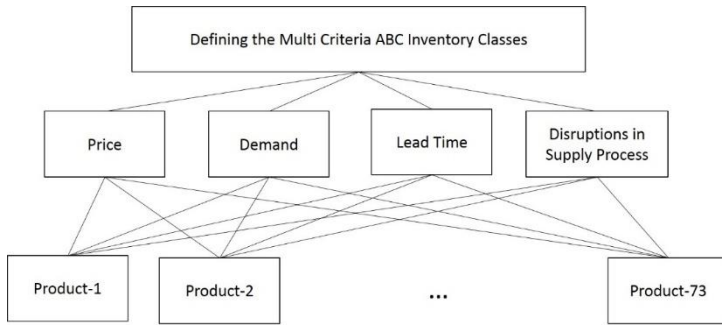 Defining the Multi Criteria ABC Inventory Classes
Price
Demand
Lead Time
Disruptions in
Supply Process
Product-1
Product-2
...
Product-73